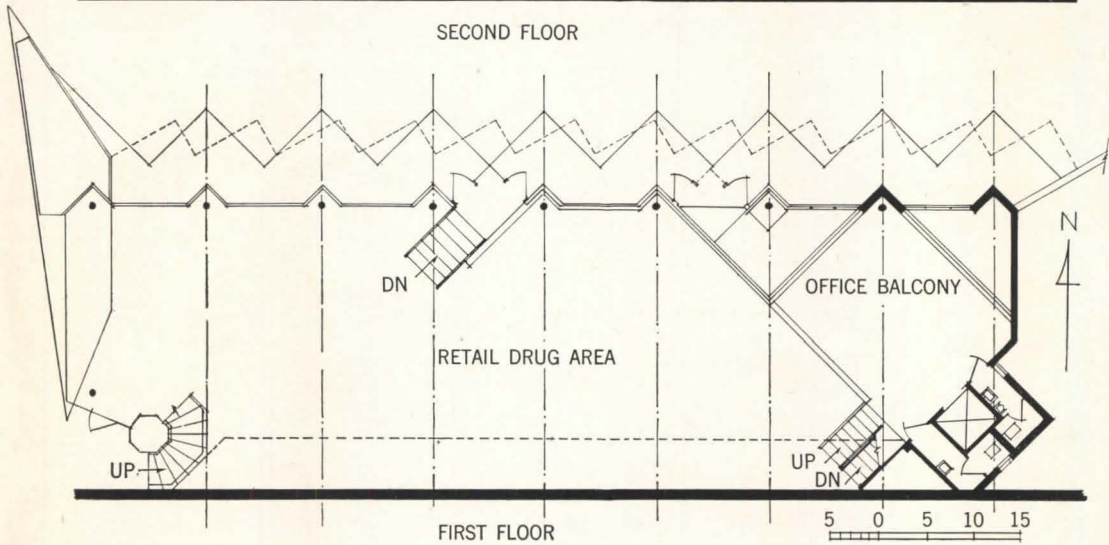 SECOND FLOOR
N
DN
OFFICE BALCONY
RETAIL DRUG AREA
UP
UP
DN
FIRST FLOOR
5 0 5 10 15